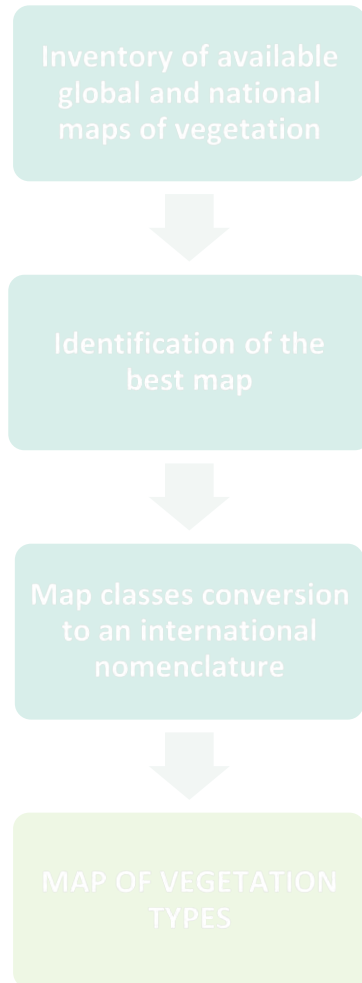 Inventory of available
global and national
maps of vegetation
Identification of the
best map
Map classes conversion
to an international
nomenclature
MAP OF VEGETATION
TYPES